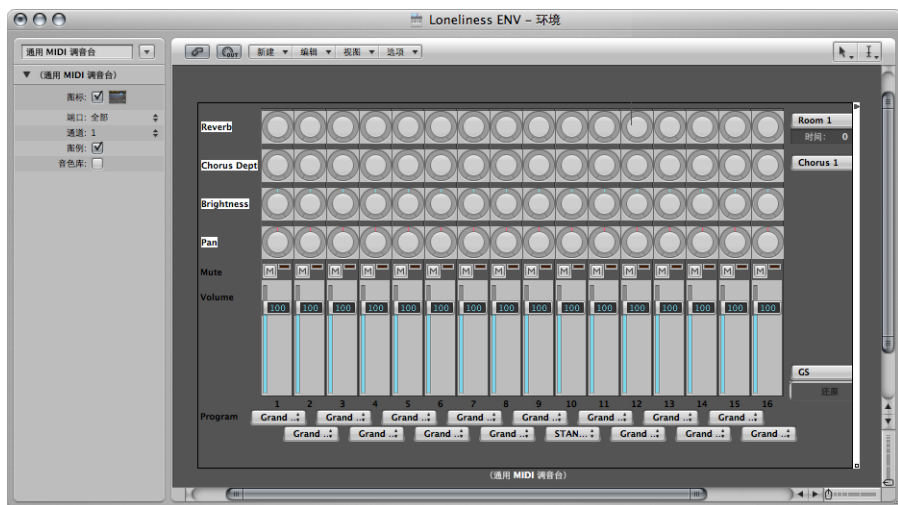 Loneliness ENV – 环境
通用 MIDI 调音台
OUT 新建 编辑 视图 选项
（通用 MIDI 调音台）
图标:
端口: 全部
通道: 1
图例:
音色库:
Reverb
Room 1
时间: 0
Chorus Dept
Chorus 1
Brightness
Pan
Mute M M M M M M M M M M M M M M M M
Volume
100 100 100 100 100 100 100 100 100 100 100 100 100 100 100 100
GS
还原
1 2 3 4 5 6 7 8 9 10 11 12 13 14 15 16
Program Grand .. Grand .. Grand .. Grand .. Grand .. Grand .. Grand .. Grand ..
Grand .. Grand .. Grand .. Grand .. STAN... Grand .. Grand .. Grand ..
（通用 MIDI 调音台）